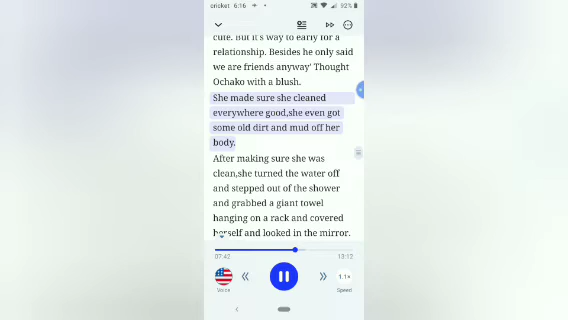 cricket 6:16 92%
cute. But it's way to early for a
relationship. Besides he only said
we are friends anyway' Thought
Ochako with a blush.
She made sure she cleaned
everywhere good,she even got
some old dirt and mud off her
body.
After making sure she was
clean,she turned the water off
and stepped out of the shower
and grabbed a giant towel
hanging on a rack and covered
herself and looked in the mirror.
07:42 13:12
1.1×
Voice Speed